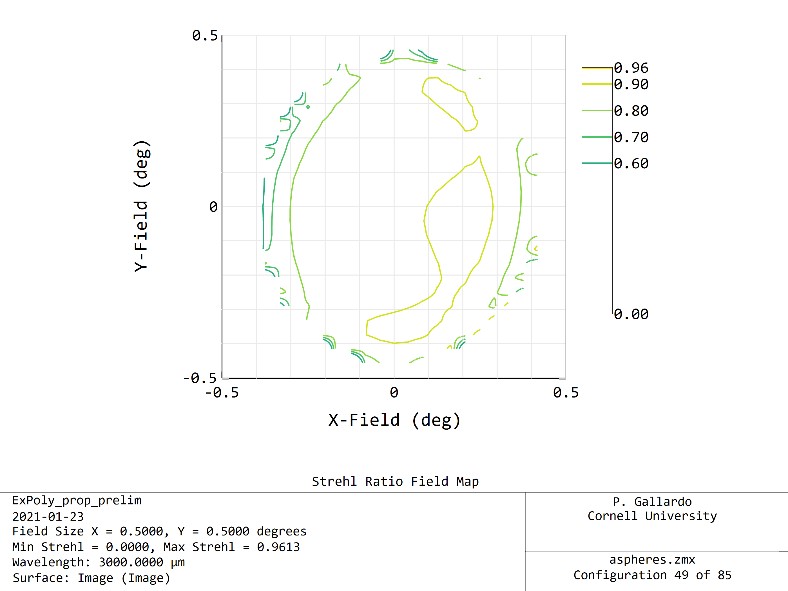 0.5
0
-0.5
-0.5
0
0.5
Y-Field (deg)
X-Field (deg)
0.96
0.90
0.80
0.70
0.60
0.00
Strehl Ratio Field Map
ExPoly_prop_prelim
2021-01-23
Field Size X = 0.5000, Y = 0.5000 degrees
Min Strehl = 0.0000, Max Strehl = 0.9613
Wavelength: 3000.0000 µm
Surface: Image (Image)
P. Gallardo
Cornell University
aspheres.zmx
Configuration 49 of 85